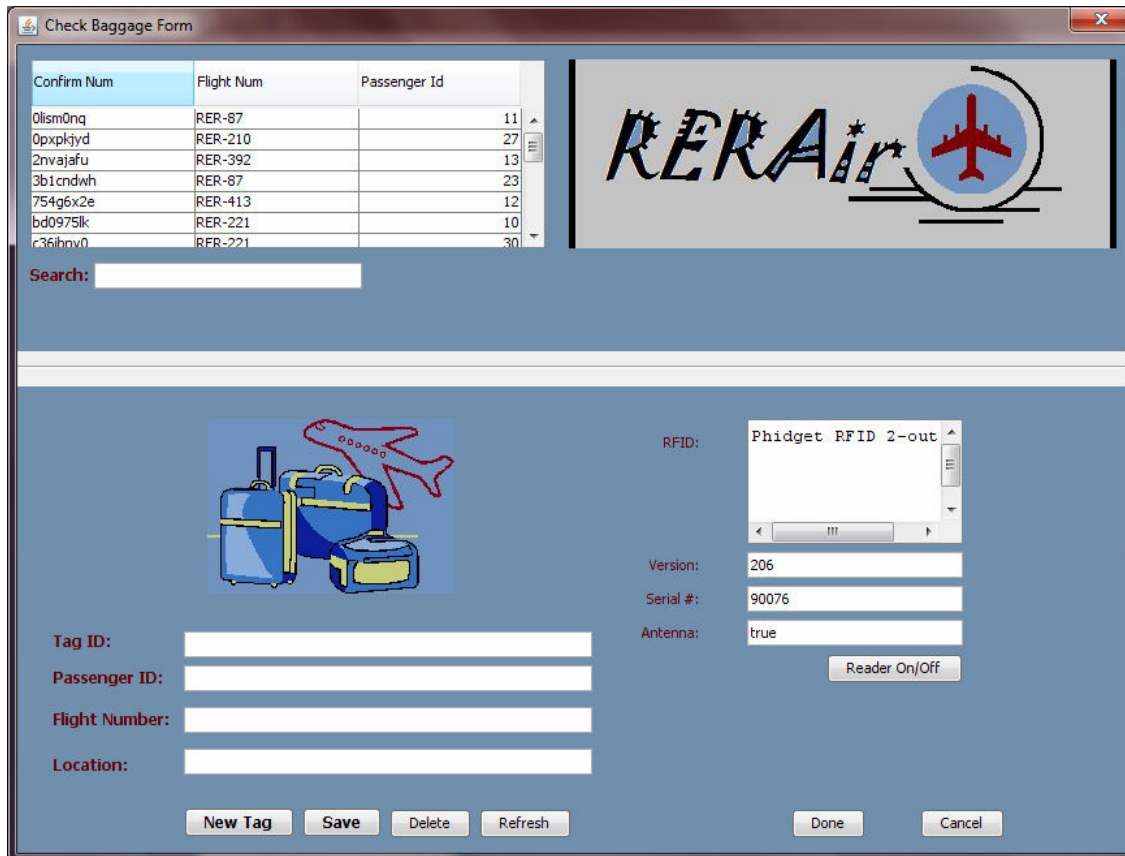 Check Baggage Form
Confirm Num Flight Num Passenger Id
0lism0nq RER-87 11
0pxpkjyd RER-210 27
2nvajafu RER-392 13
3b1cndwh RER-87 23
754g6x2e RER-413 12
bd0975lk RER-221 10
RER-221 30
RERAir
Search:
RFID: Phidget RFID 2-out
Version: 206
Serial #: 90076
Antenna: true
Reader On/Off
Tag ID:
Passenger ID:
Flight Number:
Location:
New Tag Save Delete Refresh Done Cancel